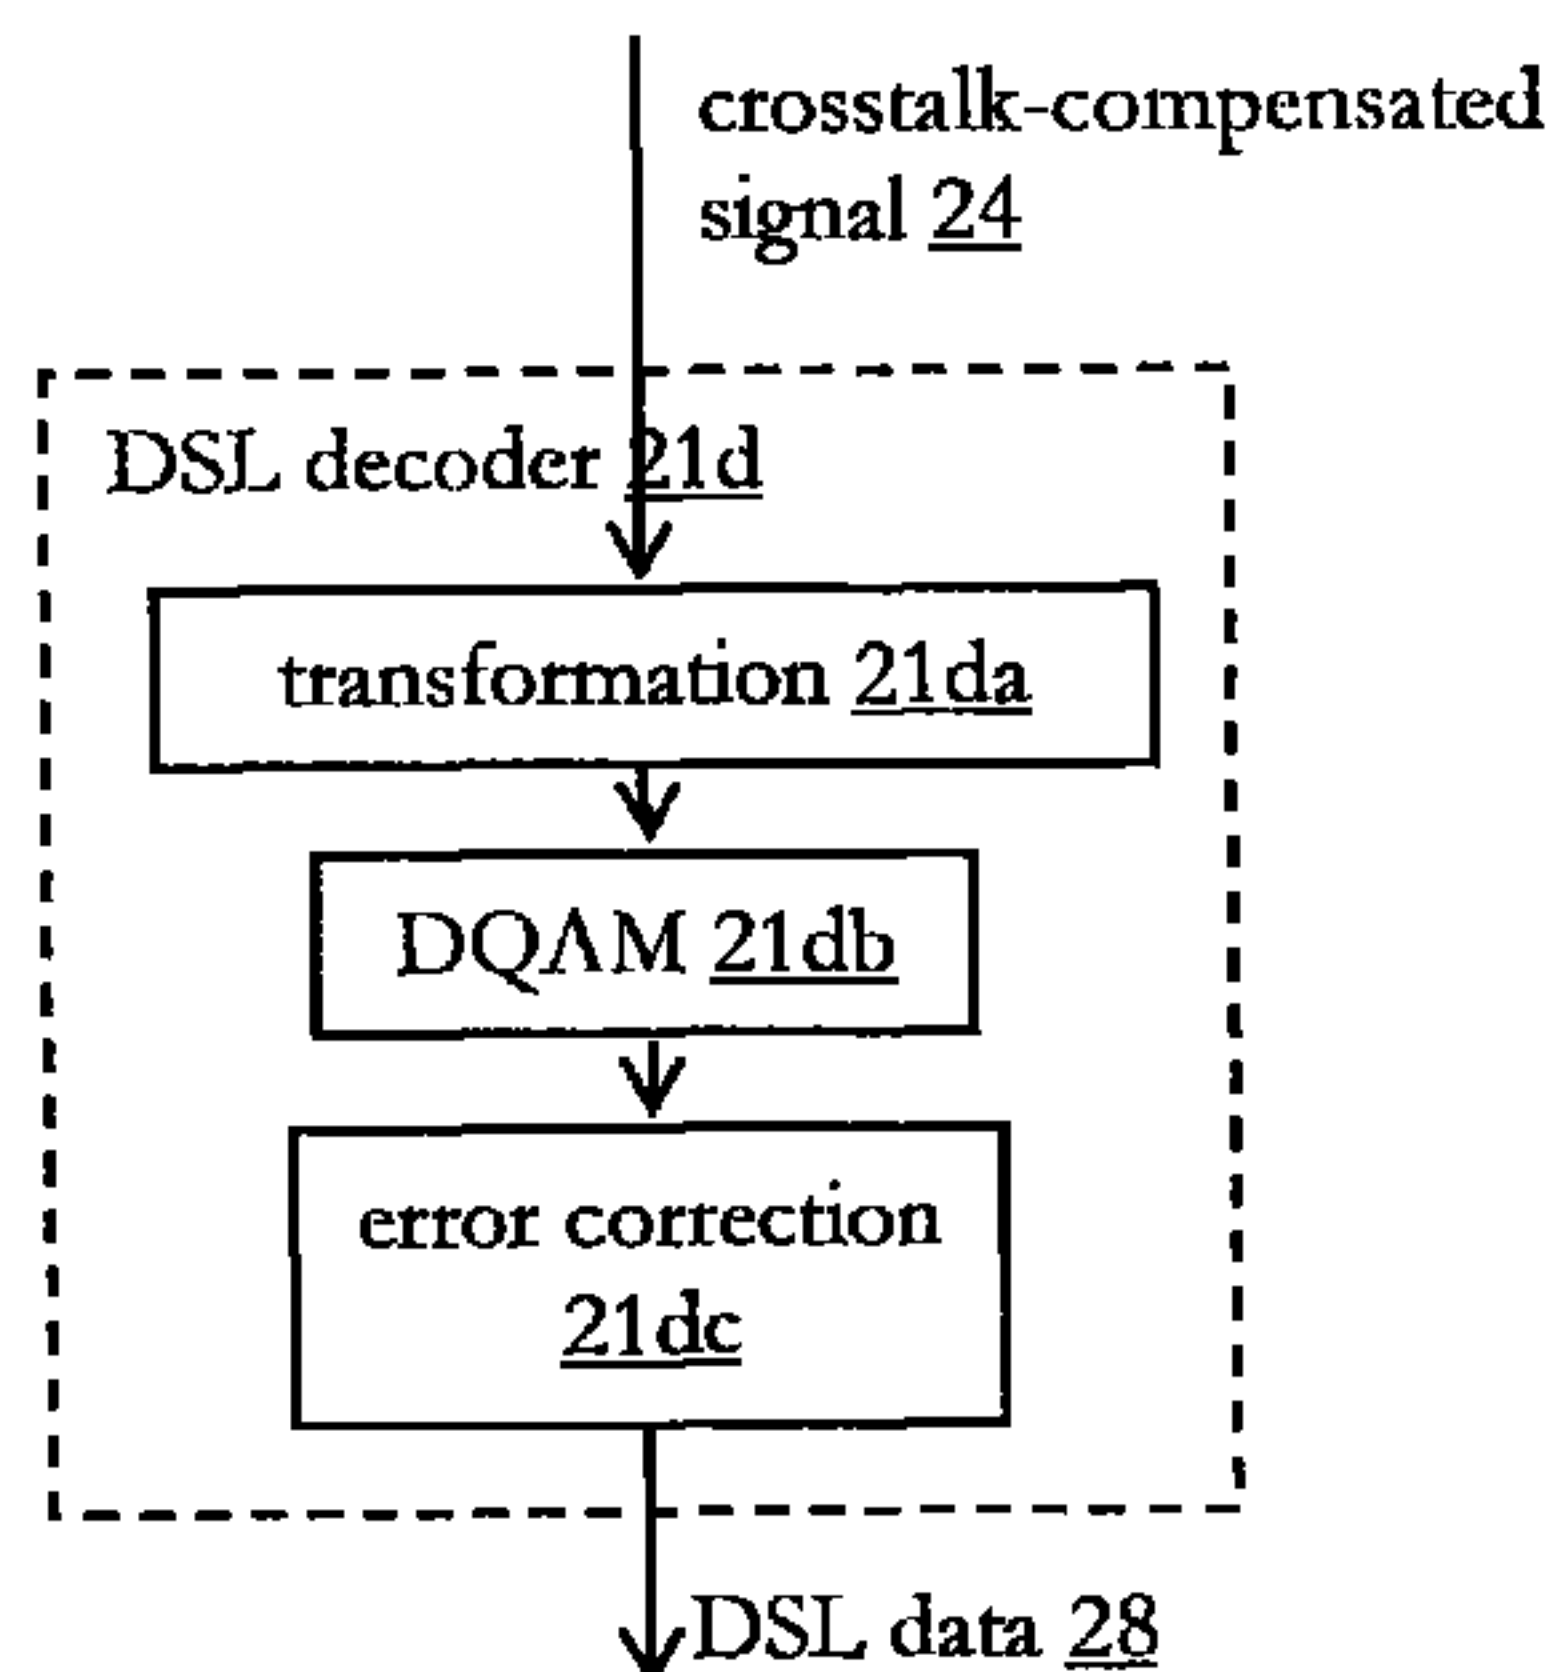 crosstalk-compensated
signal 24
DSL decoder 21d
transformation 21da
DQAM 21db
error correction
21dc
DSL data 28